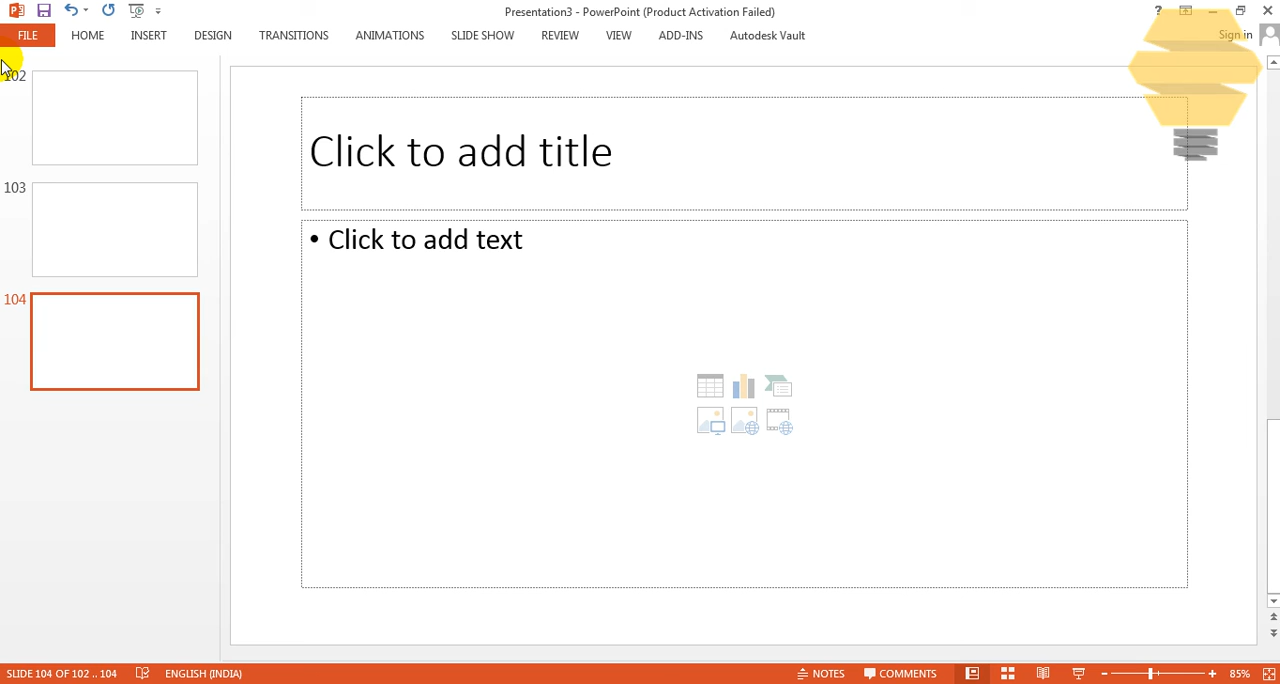 Presentation3 - PowerPoint (Product Activation Failed)
?
FILE HOME INSERT DESIGN TRANSITIONS ANIMATIONS SLIDE SHOW REVIEW VIEW ADD-INS Autodesk Vault Sign in
102
103
104
Click to add title
• Click to add text
SLIDE 104 OF 102 .. 104 ENGLISH (INDIA) NOTES COMMENTS 85%